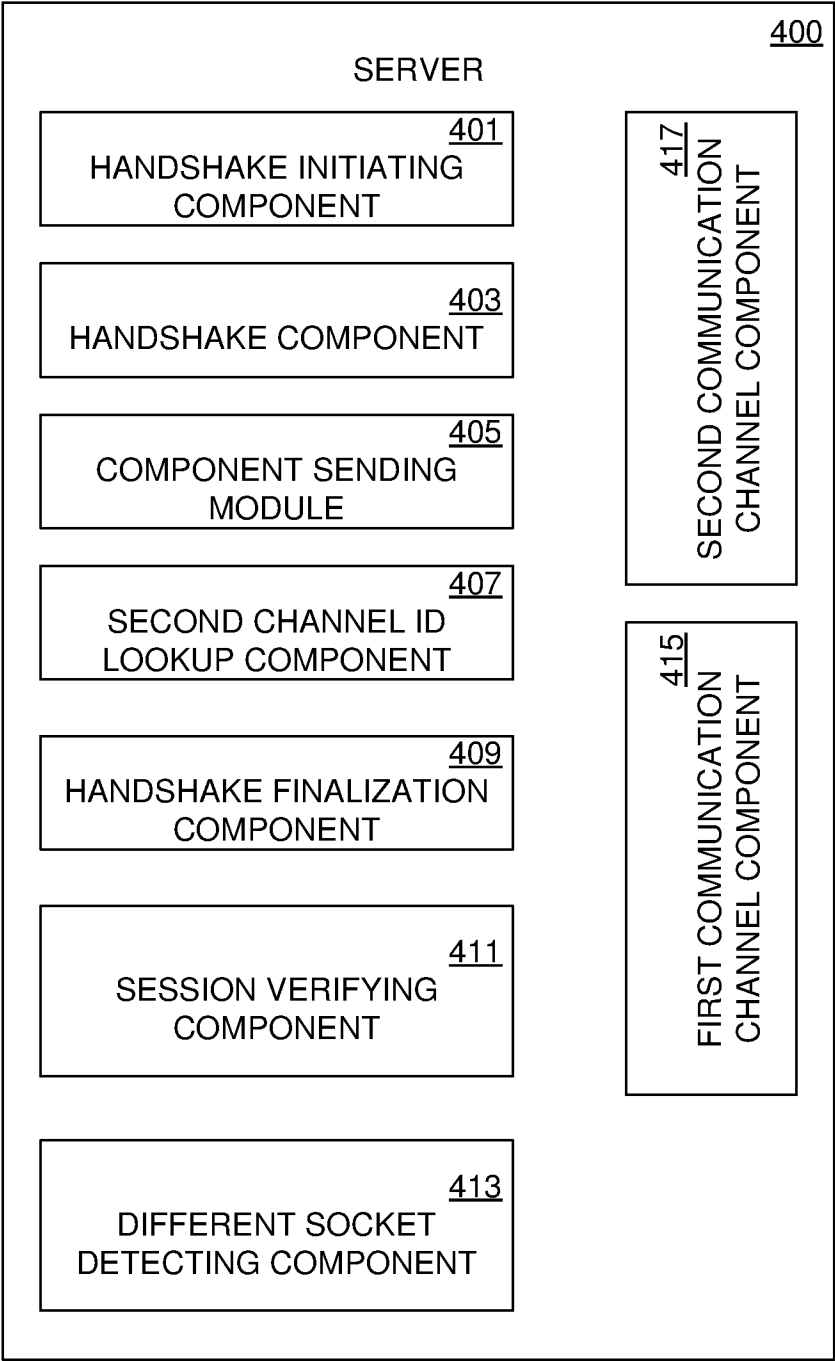 400
SERVER
401
HANDSHAKE INITIATING
COMPONENT
403
HANDSHAKE COMPONENT
405
COMPONENT SENDING
MODULE
407
SECOND CHANNEL ID
LOOKUP COMPONENT
409
HANDSHAKE FINALIZATION
COMPONENT
411
SESSION VERIFYING
COMPONENT
413
DIFFERENT SOCKET
DETECTING COMPONENT
417
SECOND COMMUNICATION
CHANNEL COMPONENT
415
FIRST COMMUNICATION
CHANNEL COMPONENT